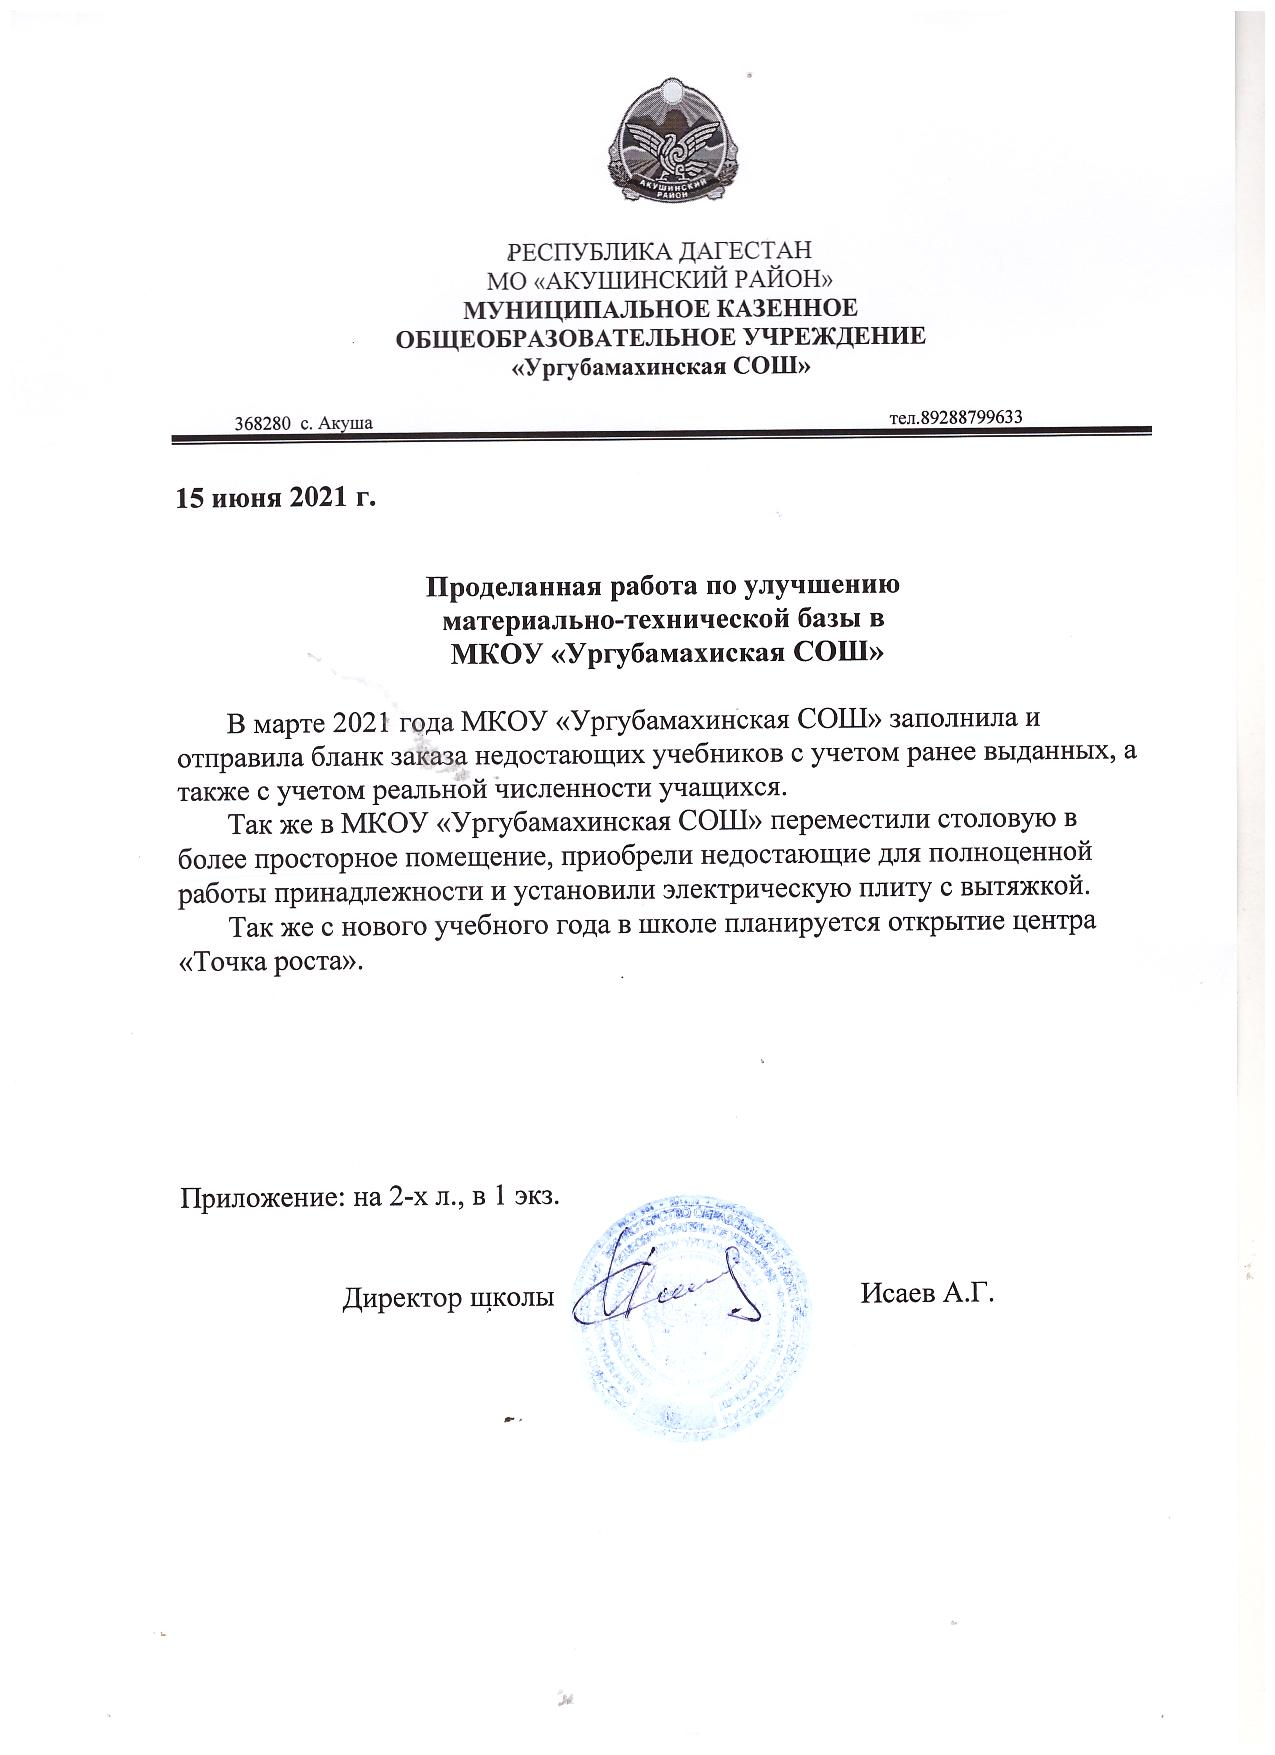 АКУШИНСКИЙ
РАЙОН
РЕСПУБЛИКА ДАГЕСТАН
МО «АКУШИНСКИЙ РАЙОН»
МУНИЦИПАЛЬНОЕ КАЗЕННОЕ
ОБЩЕОБРАЗОВАТЕЛЬНОЕ УЧРЕЖДЕНИЕ
«Ургубамахинская СОШ»
368280 с. Акуша тел.89288799633
15 июня 2021 г.
Проделанная работа по улучшению
материально-технической базы в
МКОУ «Ургубамахиская СОШ»
В марте 2021 года МКОУ «Ургубамахинская СОШ» заполнила и
отправила бланк заказа недостающих учебников с учетом ранее выданных, а
также с учетом реальной численности учащихся.
Так же в МКОУ «Ургубамахинская СОШ» переместили столовую в
более просторное помещение, приобрели недостающие для полноценной
работы принадлежности и установили электрическую плиту с вытяжкой.
Так же с нового учебного года в школе планируется открытие центра
«Точка роста».
Приложение: на 2-х л., в 1 экз.
Директор школы Исаев А.Г.